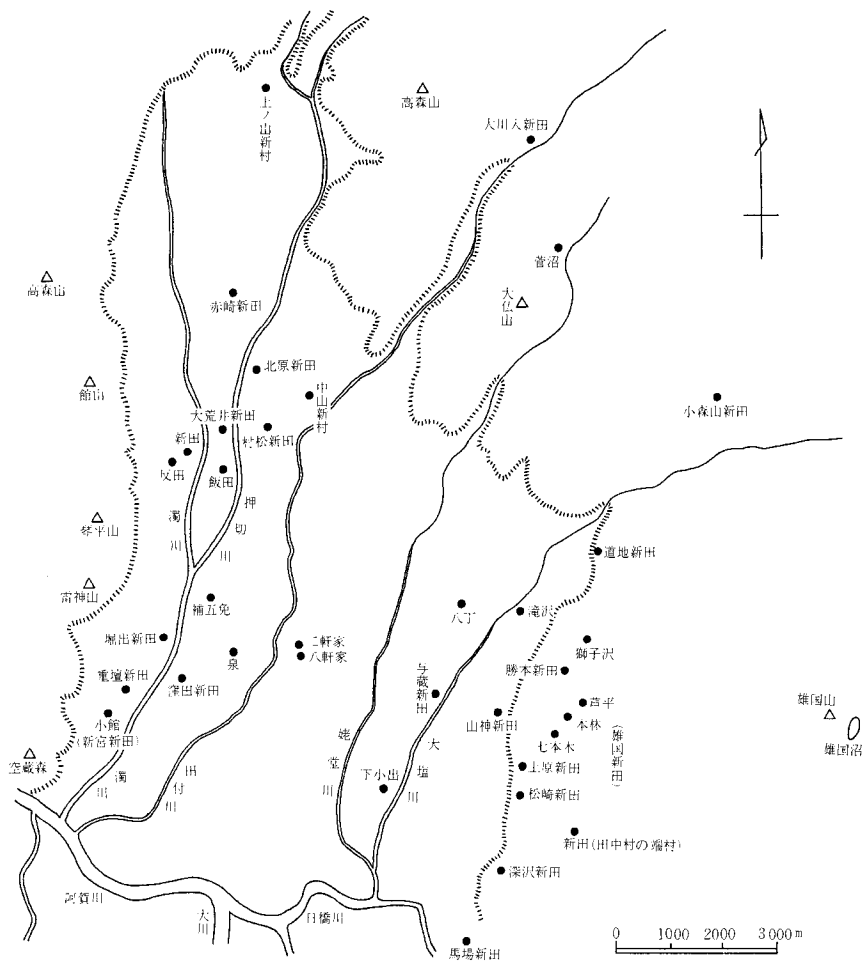 高森山
上ノ山新村
大川入新田
菅沼
高森山
大仏山
赤崎新田
北原新田
館山
中山新村
小森山新田
大荒井新田
新田
村松新田
反田
飯田
押切川
濁川
琴平山
道地新田
雷神山
補五免
八丁
滝沢
堀出新田
二軒家
八軒家
獅子沢
泉
勝本新田
重壇新田
窪田新田
与蔵新田
芦平
小館
(新宮新田)
山神新田
本林
雄国山
雄国沼
七本木
(雄国新田)
空蔵森
姥堂川
大塩川
上原新田
濁川
田付川
下小出
松崎新田
新田(田中村の端村)
深沢新田
阿賀川
大川
日橋川
馬場新田
0 1000 2000 3000m